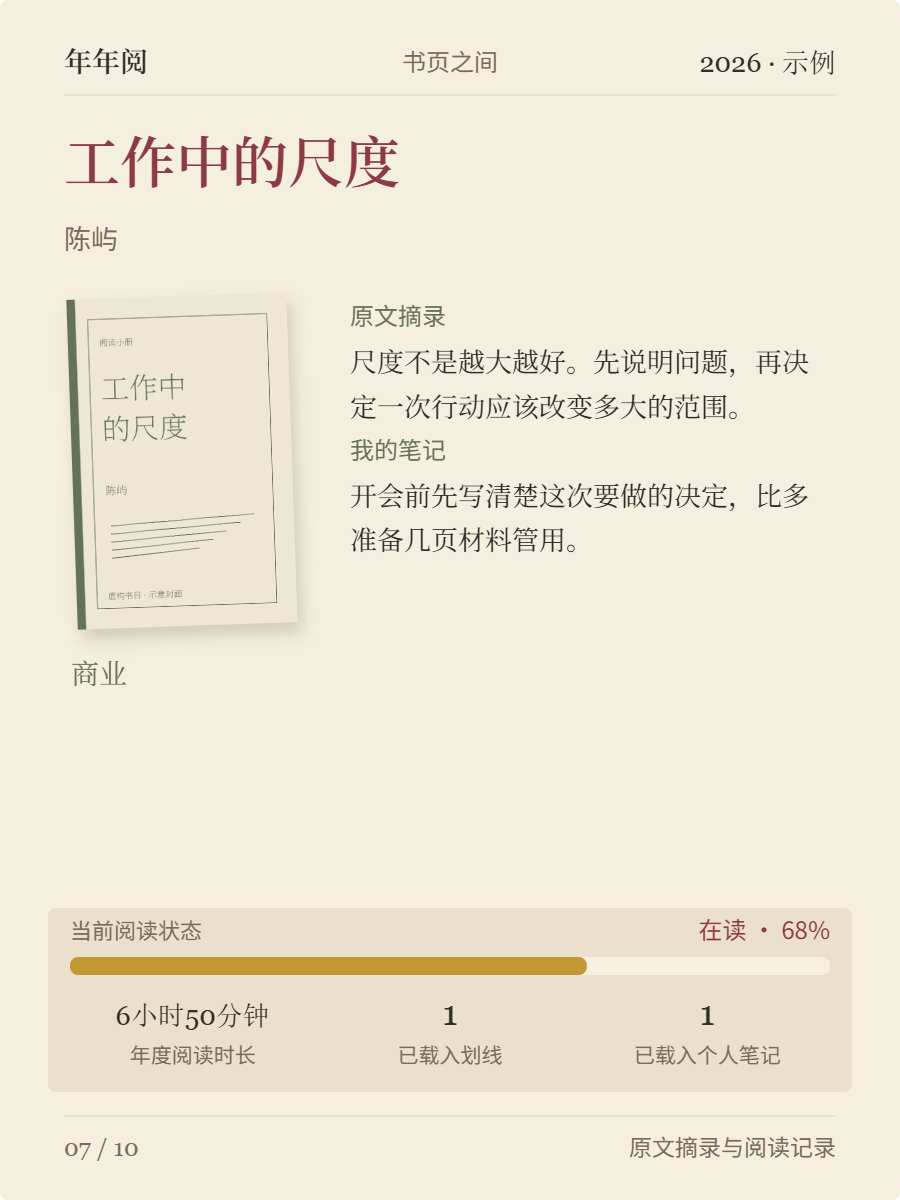 年年阅
书页之间
2026 · 示例
工作中的尺度
陈屿
阅读小册
工作中
的尺度
陈屿
虚构书目 · 示意封面
商业
原文摘录
尺度不是越大越好。先说明问题，再决
定一次行动应该改变多大的范围。
我的笔记
开会前先写清楚这次要做的决定，比多
准备几页材料管用。
当前阅读状态
在读 · 68%
6小时50分钟
年度阅读时长
1
已载入划线
1
已载入个人笔记
07 / 10
原文摘录与阅读记录